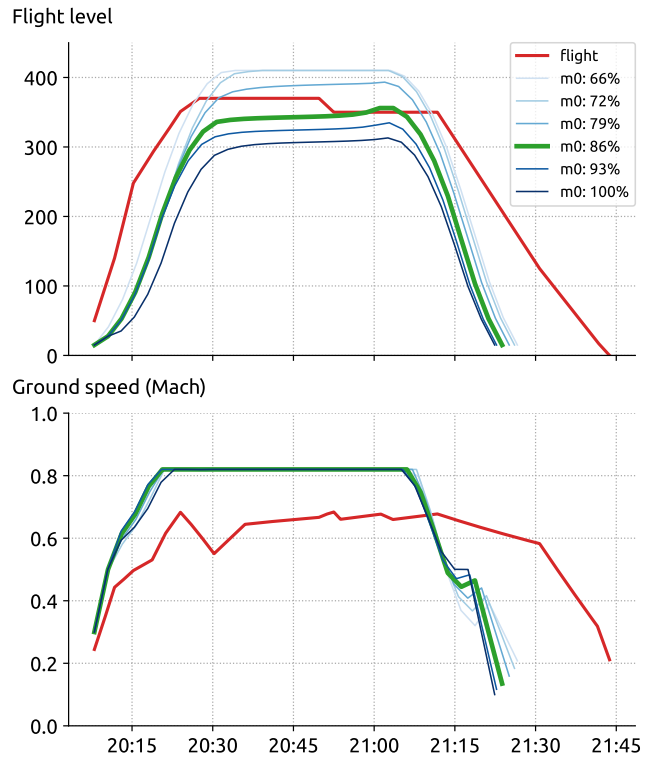 Flight level
400
300
200
100
0
flight
m0: 66%
m0: 72%
m0: 79%
m0: 86%
m0: 93%
m0: 100%
Ground speed (Mach)
1.0
0.8
0.6
0.4
0.2
0.0
20:15 20:30 20:45 21:00 21:15 21:30 21:45